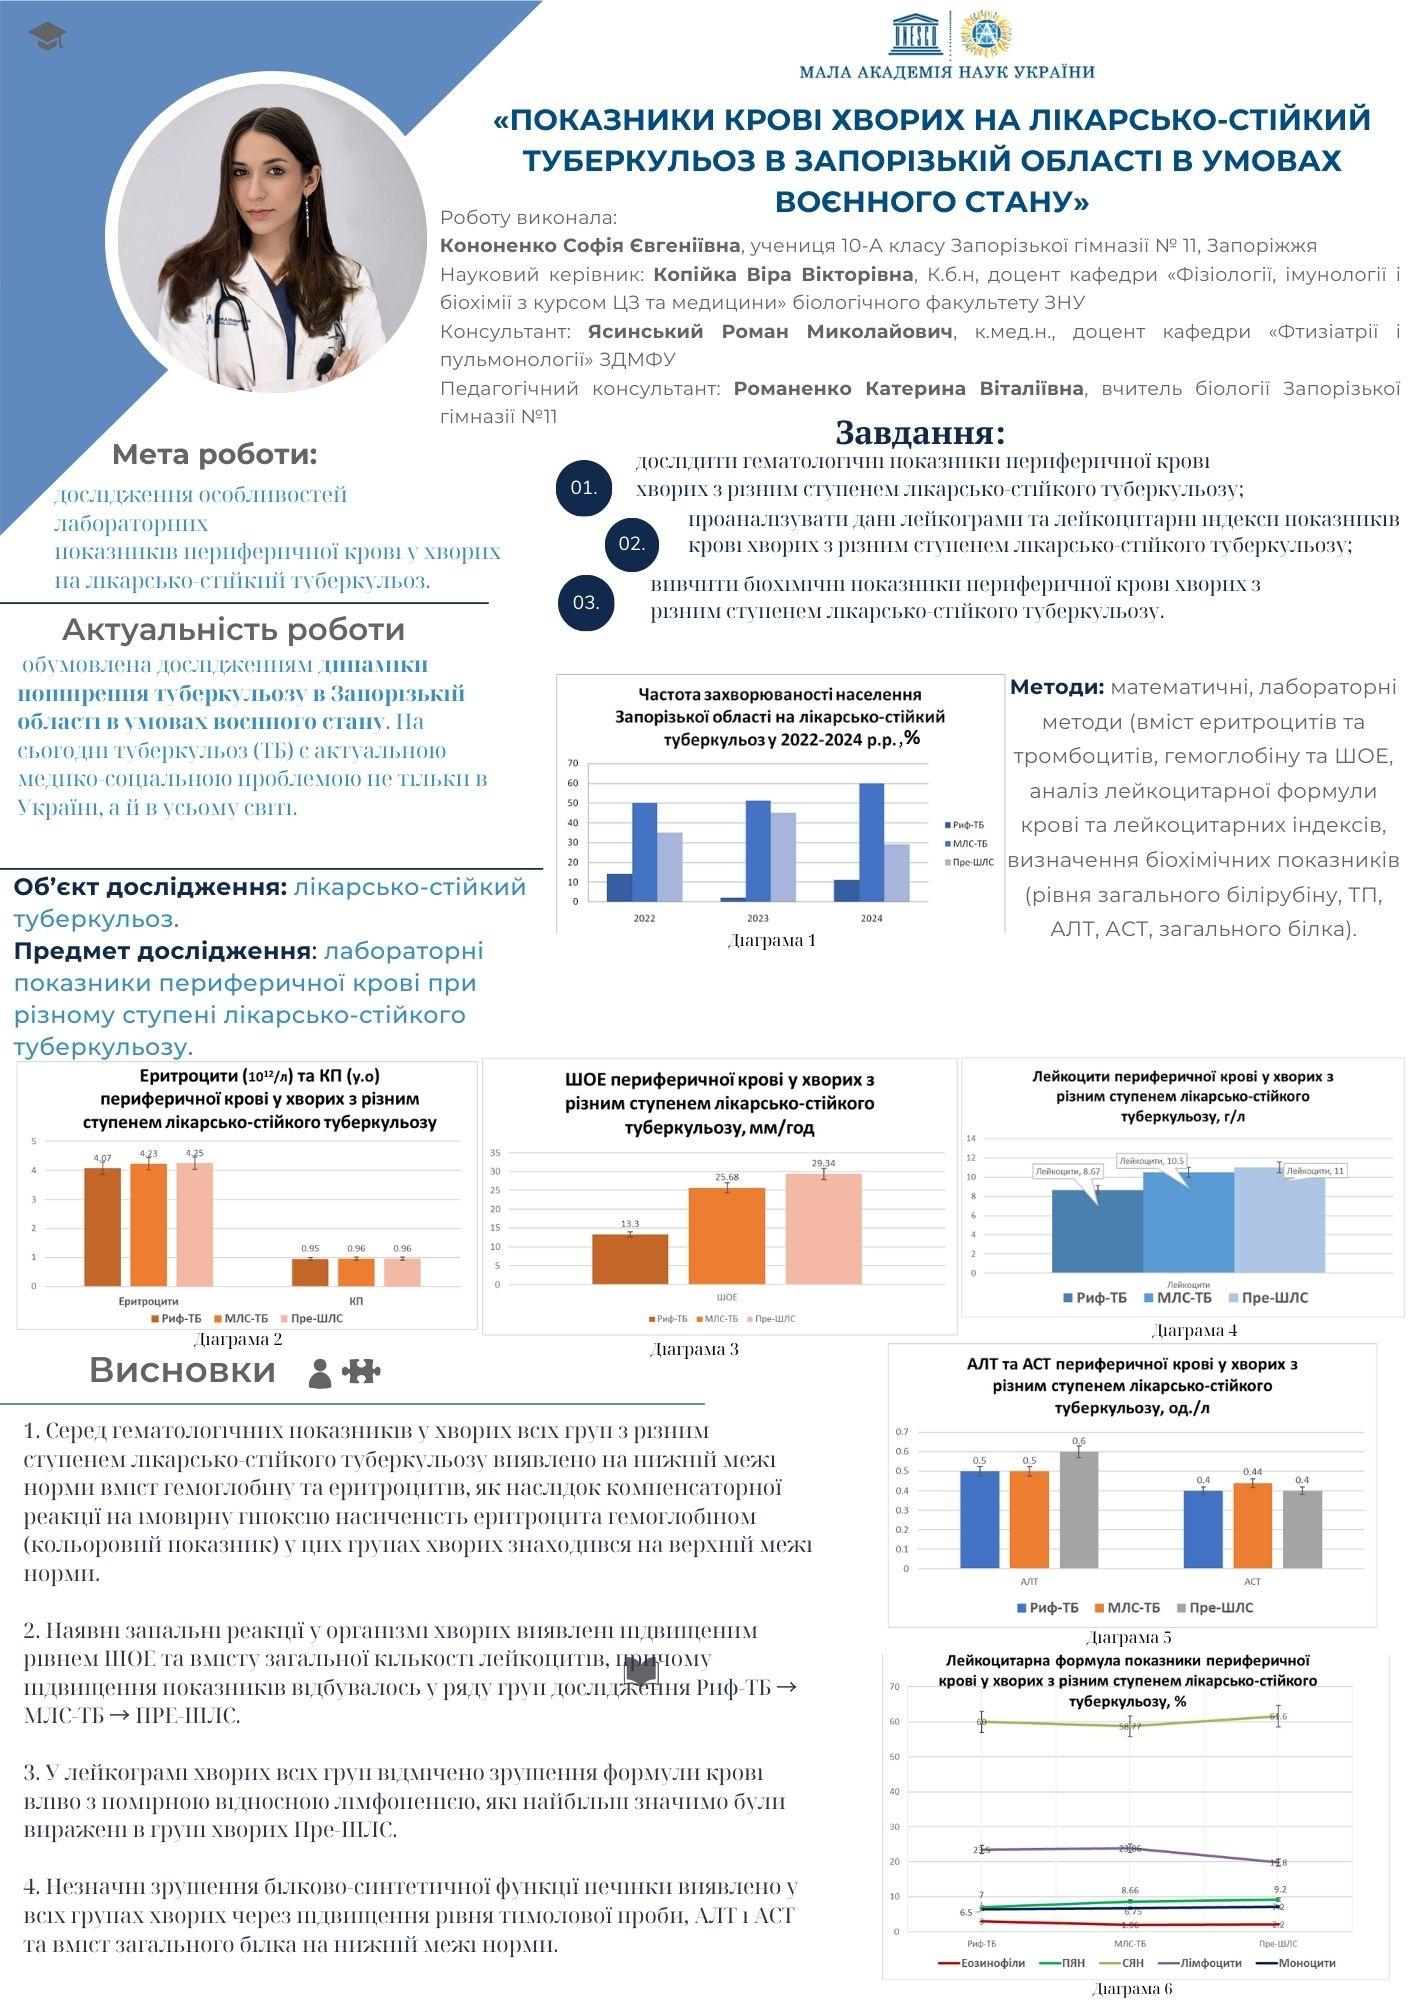 UNESCO
МАЛА АКАДЕМІЯ НАУК УКРАЇНИ
«ПОКАЗНИКИ КРОВІ ХВОРИХ НА ЛІКАРСЬКО-СТІЙКИЙ
ТУБЕРКУЛЬОЗ В ЗАПОРІЗЬКІЙ ОБЛАСТІ В УМОВАХ
ВОЄННОГО СТАНУ»
Роботу виконала:
Кононенко Софія Євгеніївна, учениця 10-А класу Запорізької гімназії № 11, Запоріжжя
Науковий керівник: Копійка Віра Вікторівна, К.б.н, доцент кафедри «Фізіології, імунології і
біохімії з курсом ЦЗ та медицини» біологічного факультету ЗНУ
Консультант: Ясинський Роман Миколайович, к.мед.н., доцент кафедри «Фтизіатрії і
пульмонології» ЗДМФУ
Педагогічний консультант: Романенко Катерина Віталіївна, вчитель біології Запорізької
гімназії №11
Мета роботи:
дослідження особливостей
лабораторних
показників периферичної крові у хворих
на лікарсько-стійкий туберкульоз.
Завдання:
01.
дослідити гематологічні показники периферичної крові
хворих з різним ступенем лікарсько-стійкого туберкульозу;
02.
проаналізувати дані лейкограми та лейкоцитарні індекси показників
крові хворих з різним ступенем лікарсько-стійкого туберкульозу;
03.
вивчити біохімічні показники периферичної крові хворих з
різним ступенем лікарсько-стійкого туберкульозу.
Актуальність роботи
обумовлена дослідженням динаміки
поширення туберкульозу в Запорізькій
області в умовах воєнного стану. На
сьогодні туберкульоз (ТБ) є актуальною
медико-соціальною проблемою не тільки в
Україні, а й в усьому світі.
Об’єкт дослідження: лікарсько-стійкий
туберкульоз.
Предмет дослідження: лабораторні
показники периферичної крові при
різному ступені лікарсько-стійкого
туберкульозу.
Частота захворюваності населення
Запорізької області на лікарсько-стійкий
туберкульоз у 2022-2024 р.р. ,%
70
60
50
40
30
20
10
0
2022 2023 2024
Риф-ТБ
МЛС-ТБ
Пре-ШЛС
Діаграма 1
Методи: математичні, лабораторні
методи (вміст еритроцитів та
тромбоцитів, гемоглобіну та ШОЕ,
аналіз лейкоцитарної формули
крові та лейкоцитарних індексів,
визначення біохімічних показників
(рівня загального білірубіну, ТП,
АЛТ, АСТ, загального білка).
Еритроцити (10¹²/л) та КП (у.о)
периферичної крові у хворих з різним
ступенем лікарсько-стійкого туберкульозу
5
4
3
2
1
0
4.07 4.23 4.25
0.95 0.96 0.96
Еритроцити КП
Риф-ТБ МЛС-ТБ Пре-ШЛС
Діаграма 2
ШОЕ периферичної крові у хворих з
різним ступенем лікарсько-стійкого
туберкульозу, мм/год
35
30
25
20
15
10
5
0
13.3 25.68 29.34
ШОЕ
Риф-ТБ МЛС-ТБ Пре-ШЛС
Діаграма 3
Лейкоцити периферичної крові у хворих з
різним ступенем лікарсько-стійкого
туберкульозу, г/л
14
12
10
8
6
4
2
0
Лейкоцити, 8.67 Лейкоцити, 10.5 Лейкоцити, 11
Лейкоцити
Риф-ТБ МЛС-ТБ Пре-ШЛС
Діаграма 4
Висновки
1. Серед гематологічних показників у хворих всіх груп з різним
ступенем лікарсько-стійкого туберкульозу виявлено на нижній межі
норми вміст гемоглобіну та еритроцитів, як наслідок компенсаторної
реакції на імовірну гіпоксію насиченість еритроцита гемоглобіном
(кольоровий показник) у цих групах хворих знаходився на верхній межі
норми.
2. Наявні запальні реакції у організмі хворих виявлені підвищеним
рівнем ШОЕ та вмісту загальної кількості лейкоцитів, причому
підвищення показників відбувалось у ряду груп дослідження Риф-ТБ →
МЛС-ТБ → ПРЕ-ШЛС.
3. У лейкограмі хворих всіх груп відмічено зрушення формули крові
вліво з помірною відносною лімфопенією, які найбільш значимо були
виражені в групі хворих Пре-ШЛС.
4. Незначні зрушення білково-синтетичної функції печінки виявлено у
всіх групах хворих через підвищення рівня тимолової проби, АЛТ і АСТ
та вміст загального білка на нижній межі норми.
АЛТ та АСТ периферичної крові у хворих з
різним ступенем лікарсько-стійкого
туберкульозу, од./л
0.7
0.6
0.5
0.4
0.3
0.2
0.1
0
0.5 0.5 0.6
0.4 0.44 0.4
АЛТ АСТ
Риф-ТБ МЛС-ТБ Пре-ШЛС
Діаграма 5
Лейкоцитарна формула показники периферичної
крові у хворих з різним ступенем лікарсько-стійкого
туберкульозу, %
70
60
50
40
30
20
10
0
60 58.77 61.6
23.5 23.86 19.8
7 8.66 9.2
6.5 6.75 7.2
3 1.96 2.2
Риф-ТБ МЛС-ТБ Пре-ШЛС
Еозинофіли ПЯН СЯН Лімфоцити Моноцити
Діаграма 6